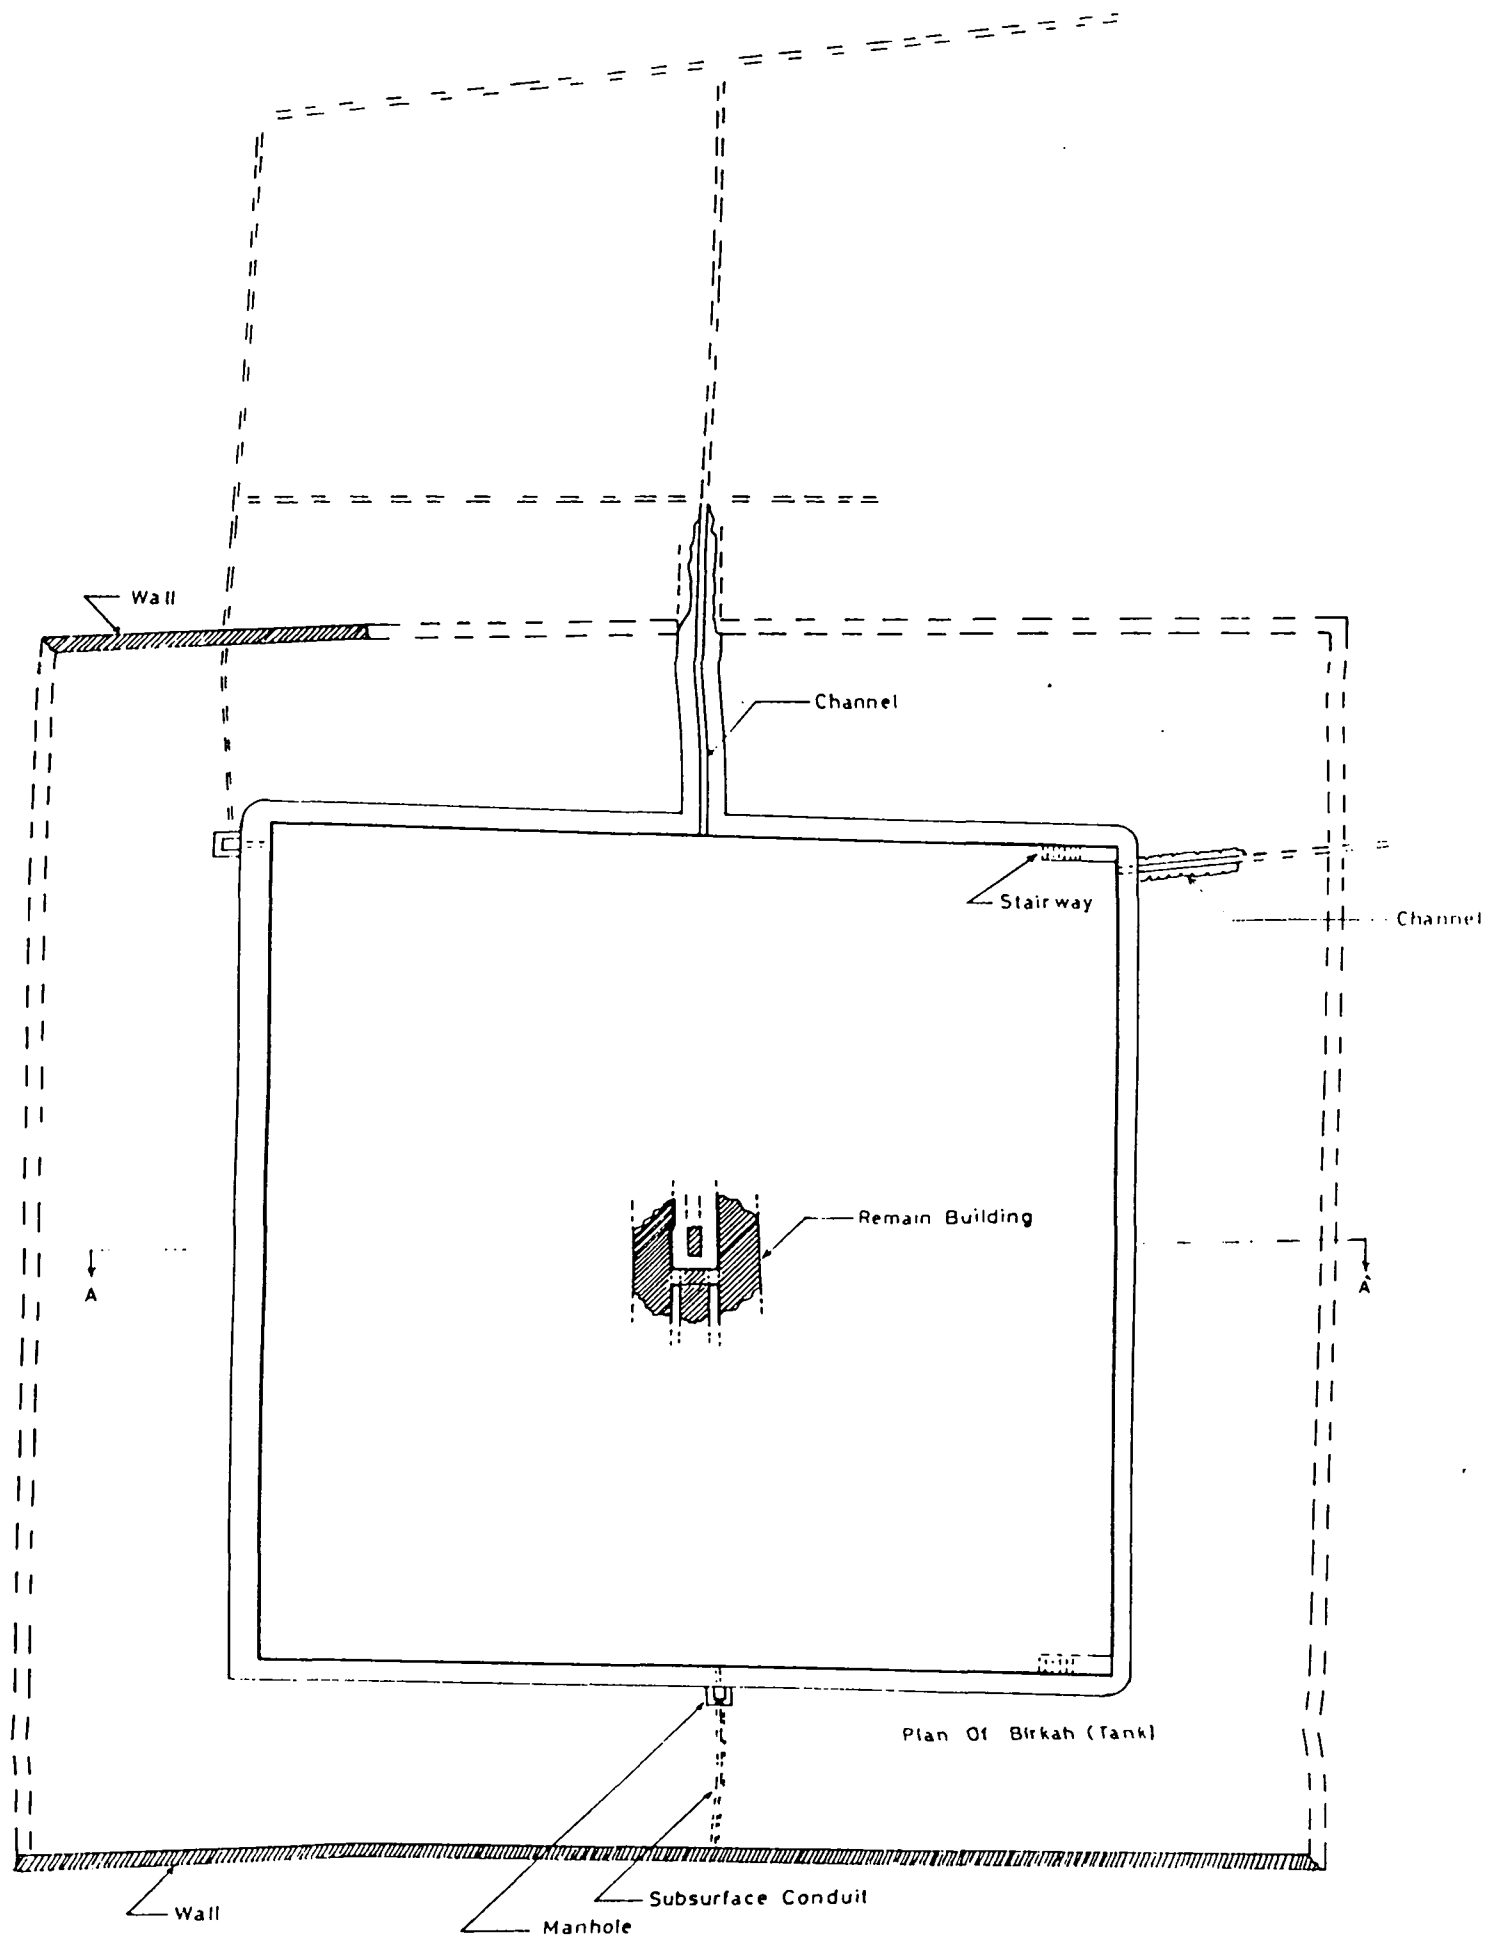 Wall
Channel
Stairway
Channel
Remain Building
A
A'
Plan Of Birkah (Tank)
Subsurface Conduit
Wall
Manhole